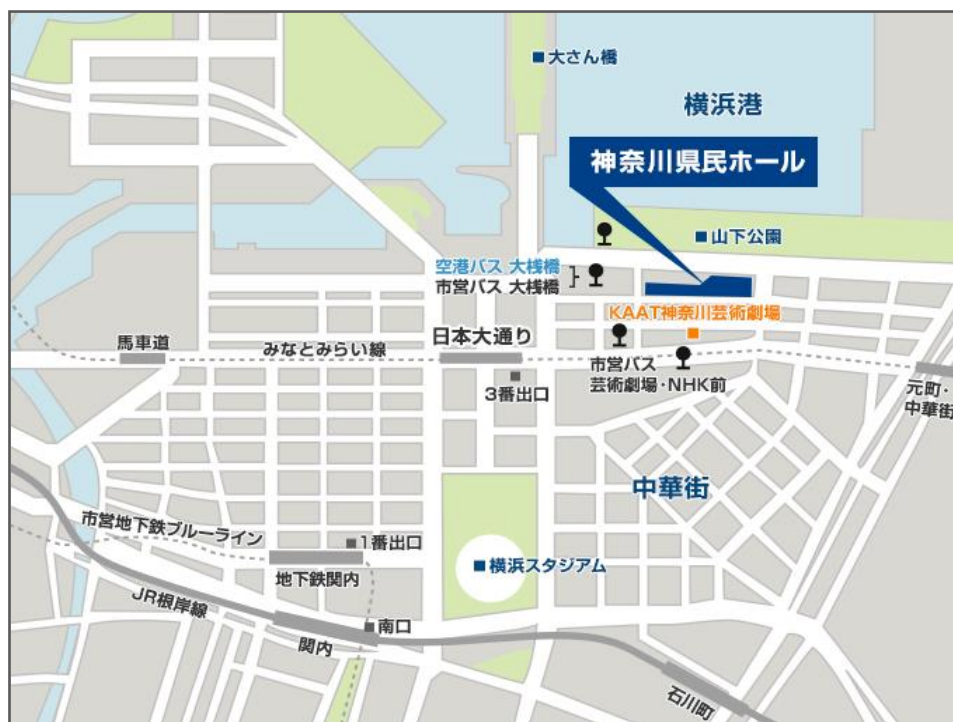 大さん橋
横浜港
神奈川県民ホール
山下公園
空港バス 大桟橋
市営バス 大桟橋
KAAT神奈川芸術劇場
日本大通り
馬車道
みなとみらい線
市営バス
芸術劇場・NHK前
3番出口
元町・
中華街
中華街
市営地下鉄ブルーライン
1番出口
地下鉄関内
横浜スタジアム
JR根岸線
南口
関内
石川町